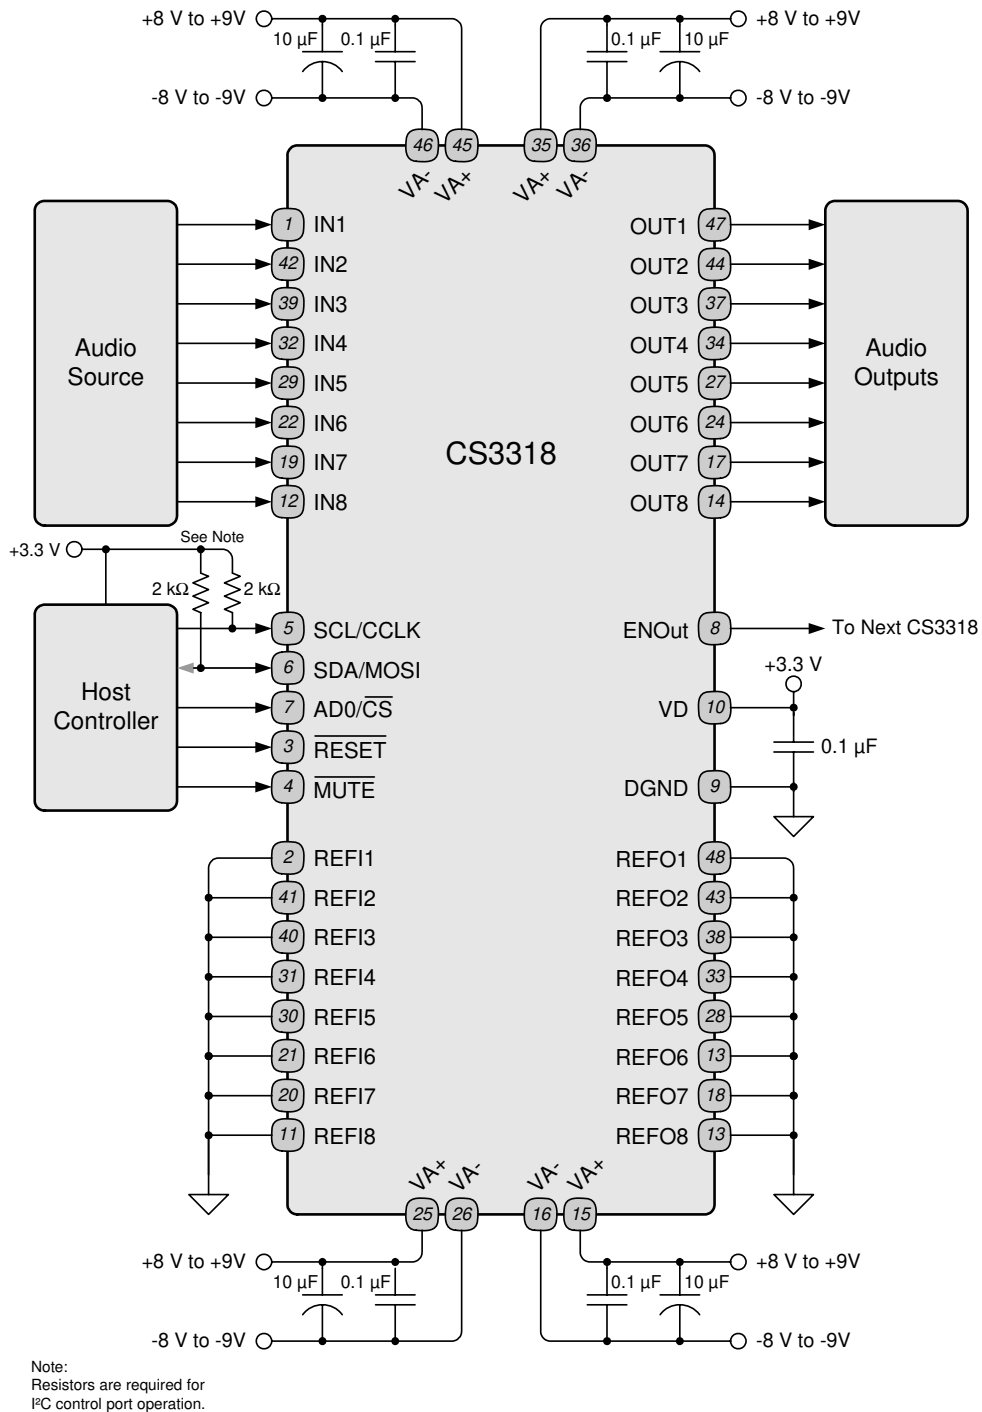 +8 V to +9V
10 µF 0.1 µF
-8 V to -9V
0.1 µF 10 µF
+8 V to +9V
-8 V to -9V
46 45 35 36
VA- VA+ VA+ VA-
Audio
Source
1 IN1
42 IN2
39 IN3
32 IN4
29 IN5
22 IN6
19 IN7
12 IN8
CS3318
OUT1 47
OUT2 44
OUT3 37
OUT4 34
OUT5 27
OUT6 24
OUT7 17
OUT8 14
Audio
Outputs
+3.3 V
See Note
2 kΩ 2 kΩ
Host
Controller
5 SCL/CCLK
6 SDA/MOSI
7 AD0/CS
3 RESET
4 MUTE
ENOut 8
To Next CS3318
+3.3 V
VD 10
0.1 µF
DGND 9
2 REFI1
41 REFI2
40 REFI3
31 REFI4
30 REFI5
21 REFI6
20 REFI7
11 REFI8
REFO1 48
REFO2 43
REFO3 38
REFO4 33
REFO5 28
REFO6 13
REFO7 18
REFO8 13
VA+ VA- VA- VA+
25 26 16 15
+8 V to +9V
10 µF 0.1 µF
-8 V to -9V
+8 V to +9V
0.1 µF 10 µF
-8 V to -9V
Note:
Resistors are required for
I²C control port operation.